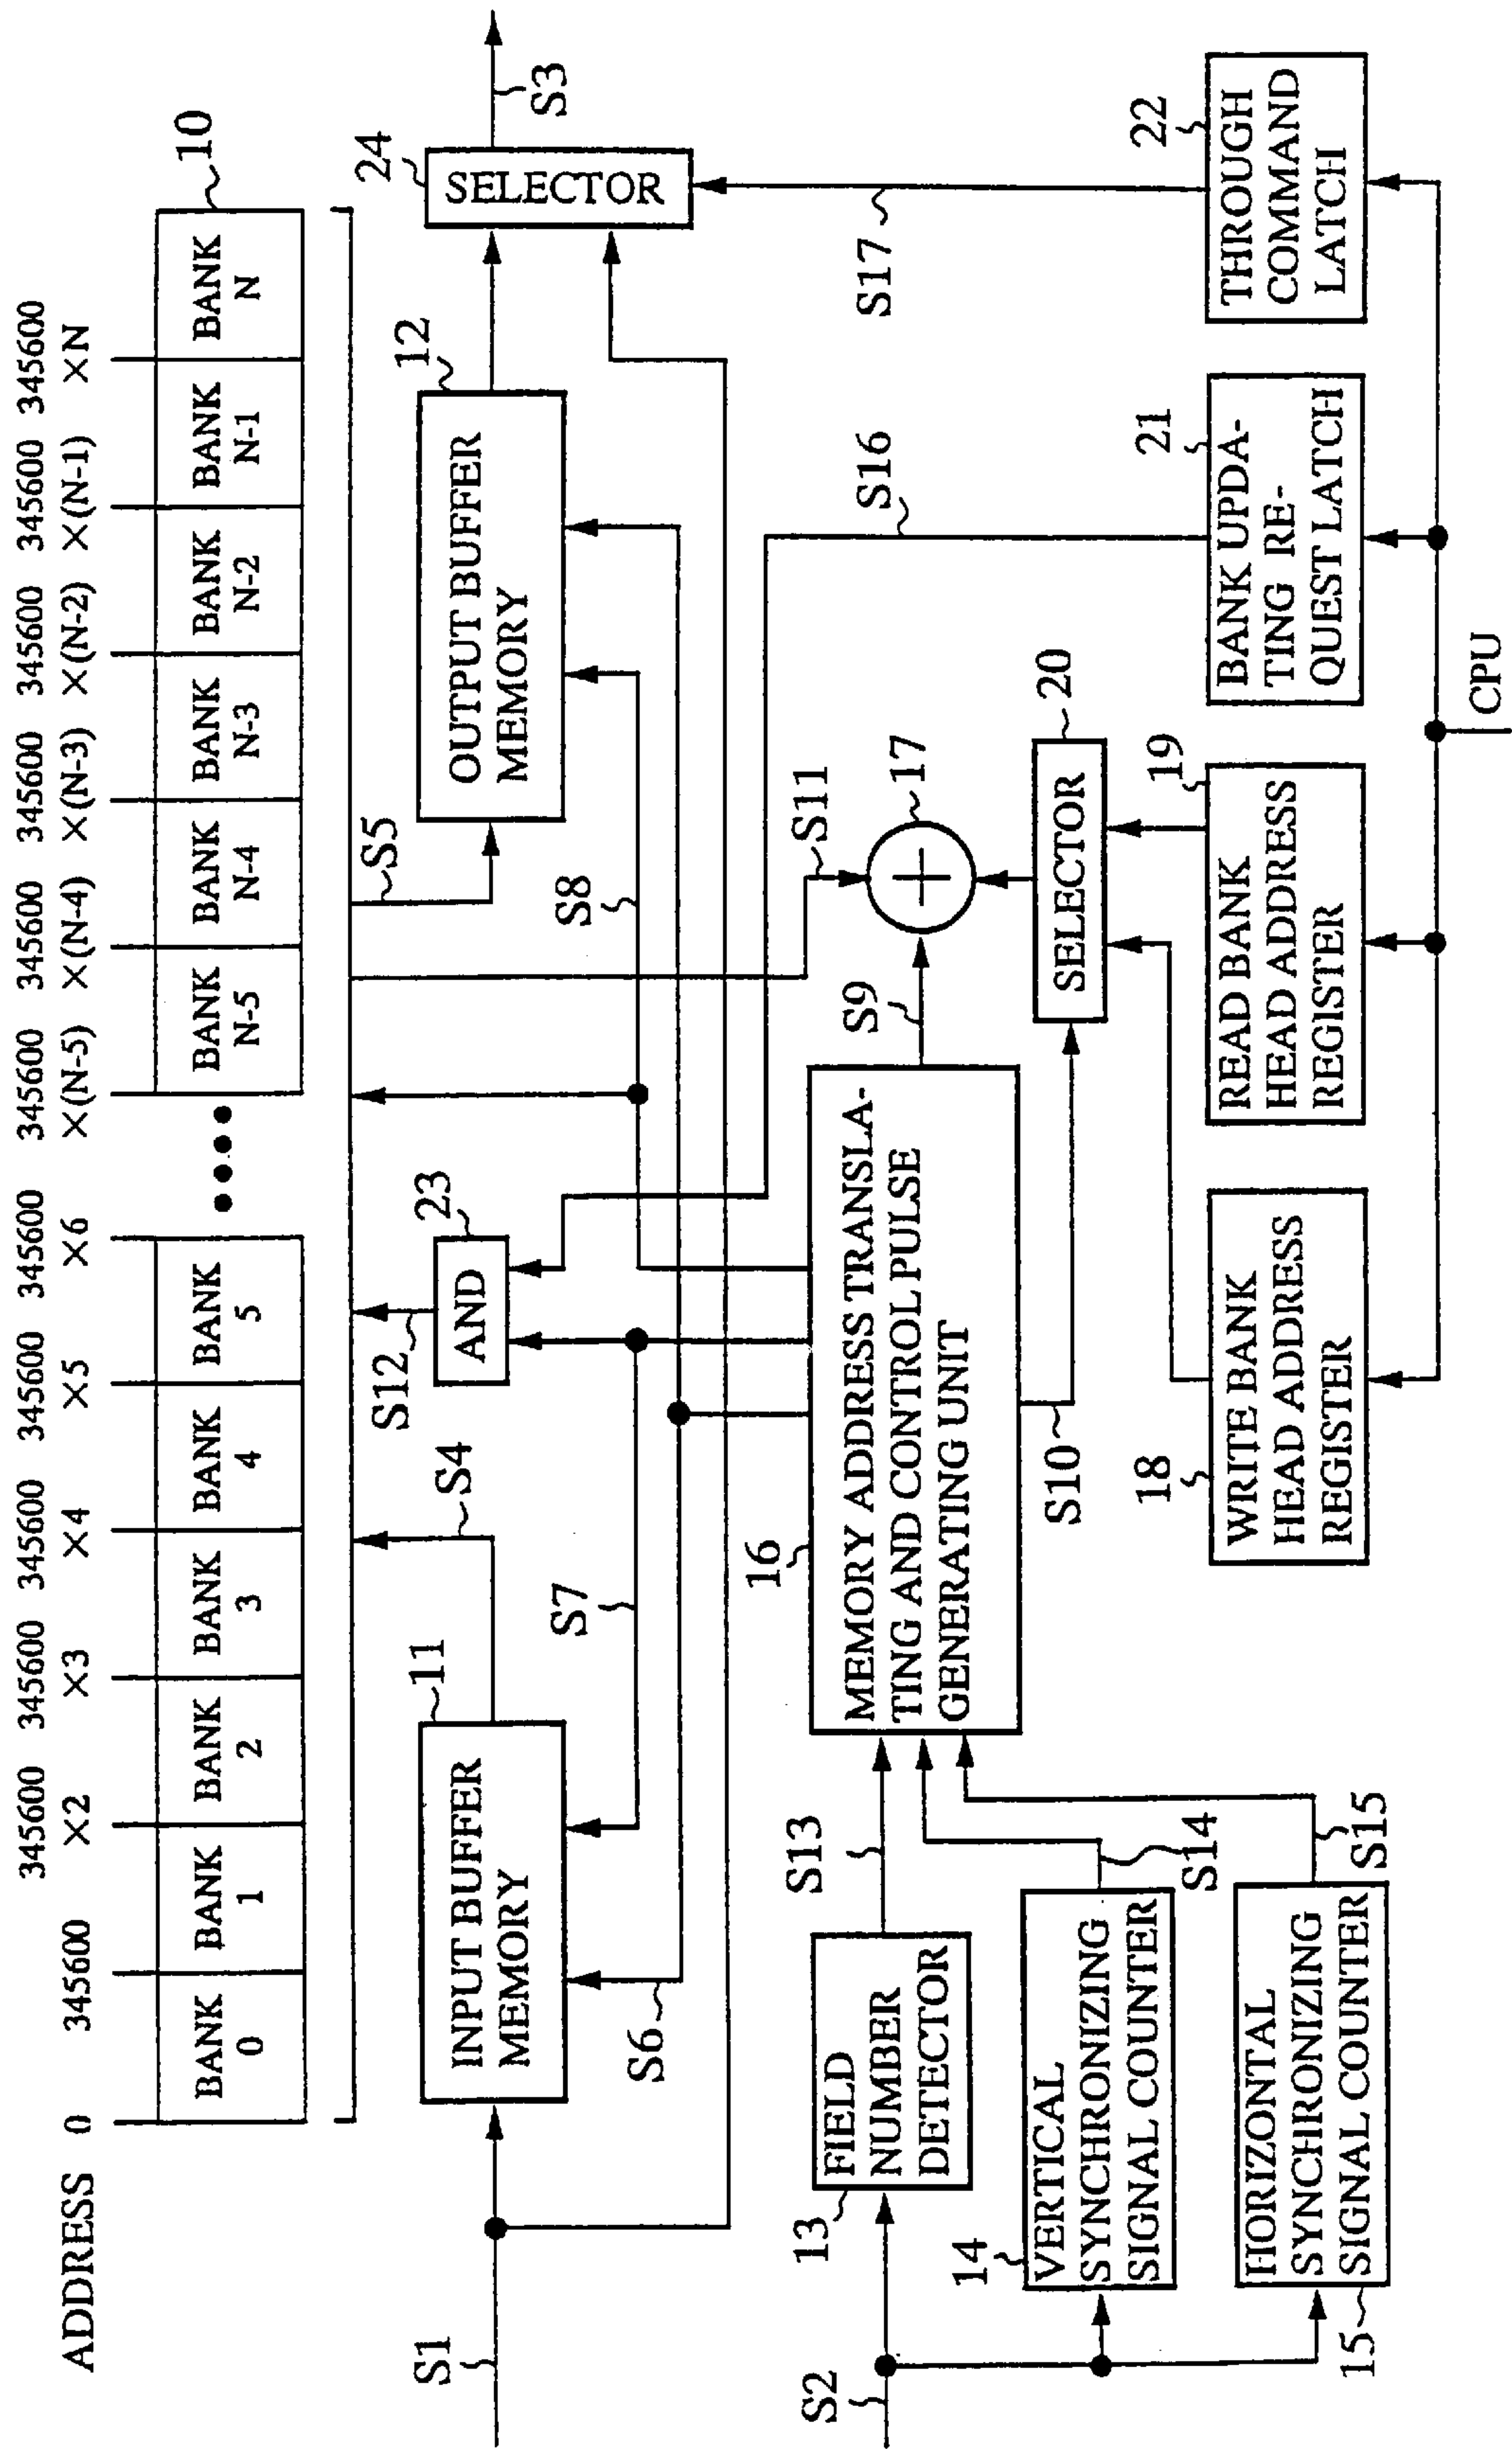 ADDRESS
0
345600
345600
×2
345600
×3
345600
×4
345600
×5
345600
×6
345600
×(N-5)
345600
×(N-4)
345600
×(N-3)
345600
×(N-2)
345600
×(N-1)
345600
×N
BANK
0
BANK
1
BANK
2
BANK
3
BANK
4
BANK
5
BANK
N-5
BANK
N-4
BANK
N-3
BANK
N-2
BANK
N-1
BANK
N
10
S1
INPUT BUFFER
MEMORY
11
S4
S12
AND
23
S5
OUTPUT BUFFER
MEMORY
12
24
SELECTOR
S3
S6
S7
S8
S2
13
FIELD
NUMBER
DETECTOR
S13
14
VERTICAL
SYNCHRONIZING
SIGNAL COUNTER
S14
15
HORIZONTAL
SYNCHRONIZING
SIGNAL COUNTER
S15
16
MEMORY ADDRESS TRANSLA-
TING AND CONTROL PULSE
GENERATING UNIT
S9
S10
S11
17
S16
S17
SELECTOR
20
18
WRITE BANK
HEAD ADDRESS
REGISTER
READ BANK
HEAD ADDRESS
REGISTER
19
BANK UPDA-
TING RE-
QUEST LATCH
21
THROUGH
COMMAND
LATCH
22
CPU